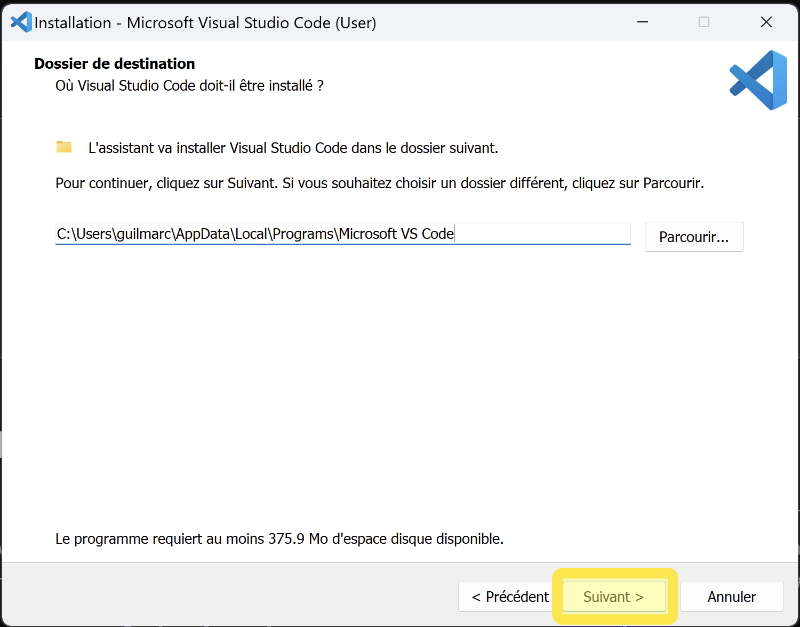 Installation - Microsoft Visual Studio Code (User)
Dossier de destination
Où Visual Studio Code doit-il être installé ?
L'assistant va installer Visual Studio Code dans le dossier suivant.
Pour continuer, cliquez sur Suivant. Si vous souhaitez choisir un dossier différent, cliquez sur Parcourir.
C:\Users\guilmarc\AppData\Local\Programs\Microsoft VS Code
Parcourir...
Le programme requiert au moins 375.9 Mo d'espace disque disponible.
< Précédent
Suivant >
Annuler